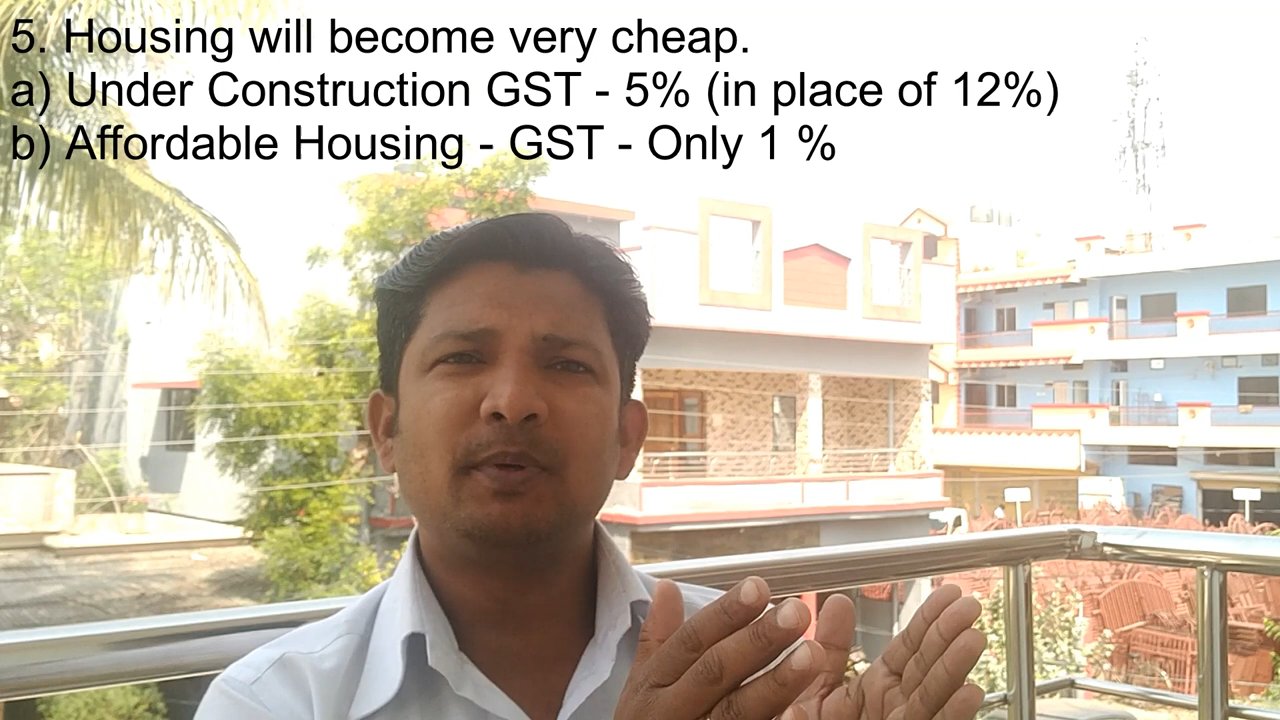 5. Housing will become very cheap.
a) Under Construction GST - 5% (in place of 12%)
b) Affordable Housing - GST - Only 1 %